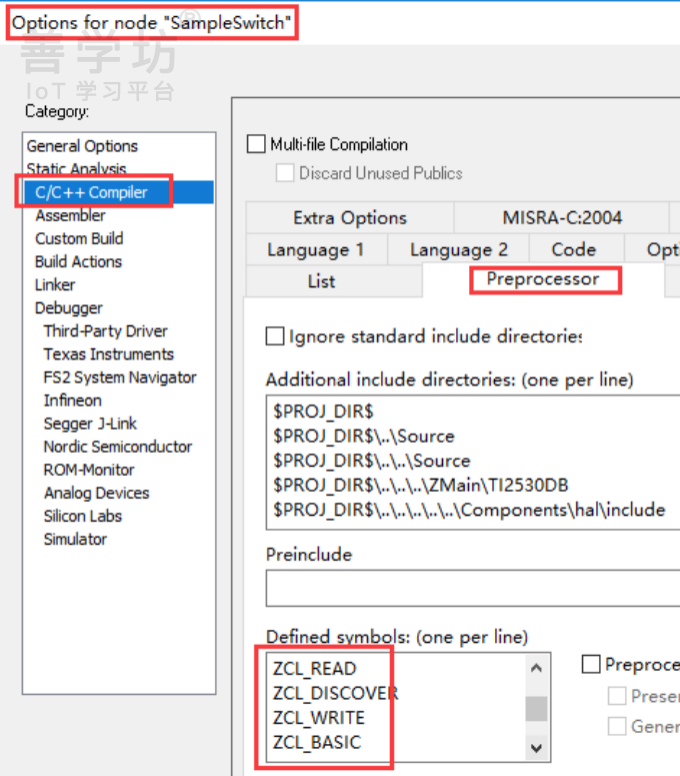 Options for node "SampleSwitch"
善学坊®
IoT 学习平台
Category:
General Options
Static Analysis
C/C++ Compiler
Assembler
Custom Build
Build Actions
Linker
Debugger
Third-Party Driver
Texas Instruments
FS2 System Navigator
Infineon
Segger J-Link
Nordic Semiconductor
ROM-Monitor
Analog Devices
Silicon Labs
Simulator
Multi-file Compilation
Discard Unused Publics
Extra Options MISRA-C:2004
Language 1 Language 2 Code Opti
List Preprocessor
Ignore standard include directories
Additional include directories: (one per line)
$PROJ_DIR$
$PROJ_DIR$\..\Source
$PROJ_DIR$\..\..\Source
$PROJ_DIR$\..\..\..\ZMain\TI2530DB
$PROJ_DIR$\..\..\..\..\..\Components\hal\include
Preinclude
Defined symbols: (one per line)
ZCL_READ
ZCL_DISCOVER
ZCL_WRITE
ZCL_BASIC
Preproce
Preser
Gener